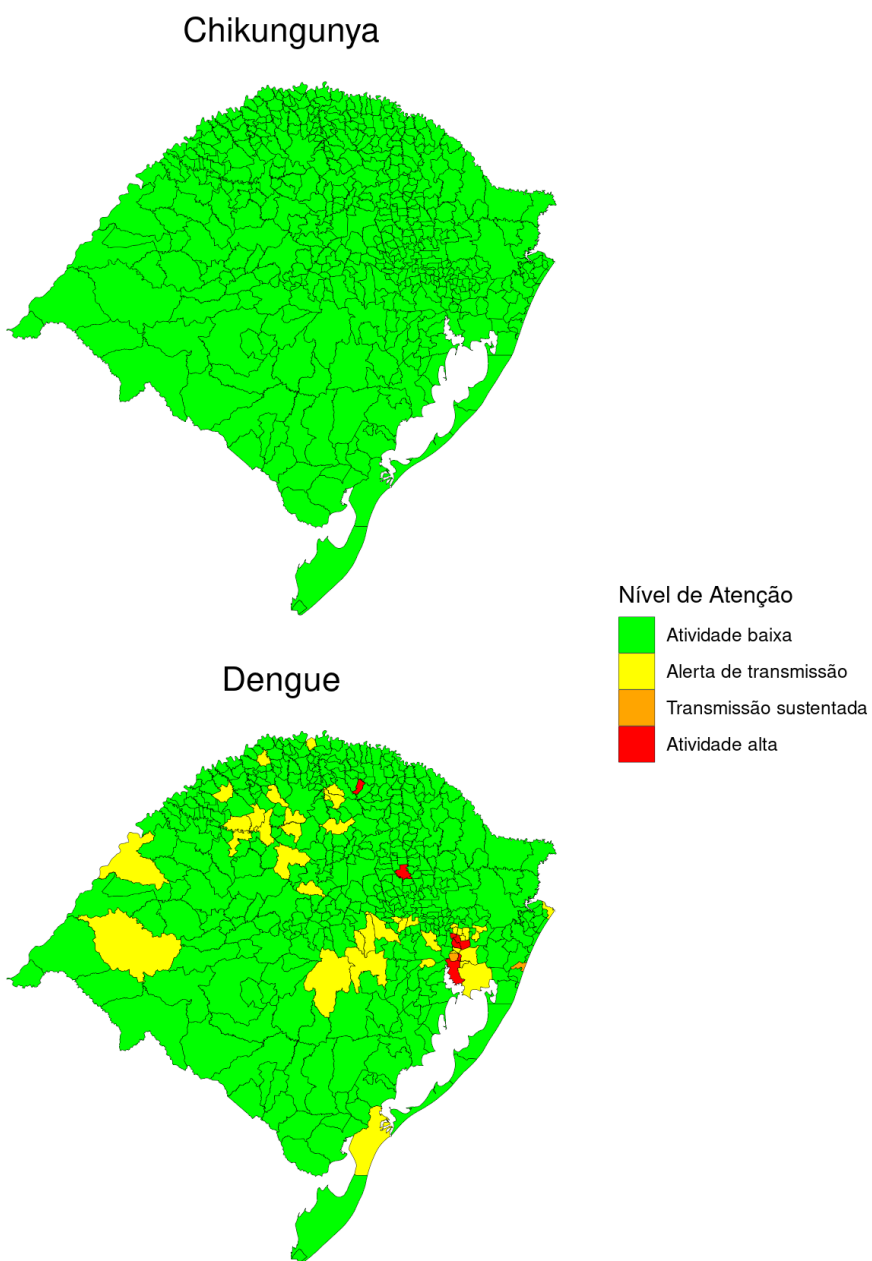 Chikungunya
Nível de Atenção
Atividade baixa
Alerta de transmissão
Transmissão sustentada
Atividade alta
Dengue